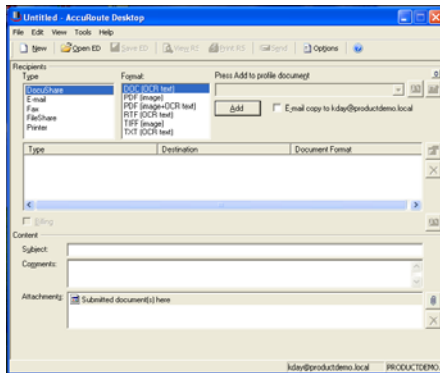 Untitled - AccuRoute Desktop
File Edit View Tools Help
New Open ED Save ED View RS Print RS Send Options
Recipients
Type Format: Press Add to profile document
DocuShare DOC (OCR text)
E-mail PDF (image)
Fax PDF (image+OCR text)
FileShare RTF (OCR text)
Printer TIFF (image)
TXT (OCR text)
Add E-mail copy to kday@productdemo.local
Type Destination Document Format
Billing
Content
Subject:
Comments:
Attachments: Submitted document(s) here
kday@productdemo.local PRODUCTDEMO